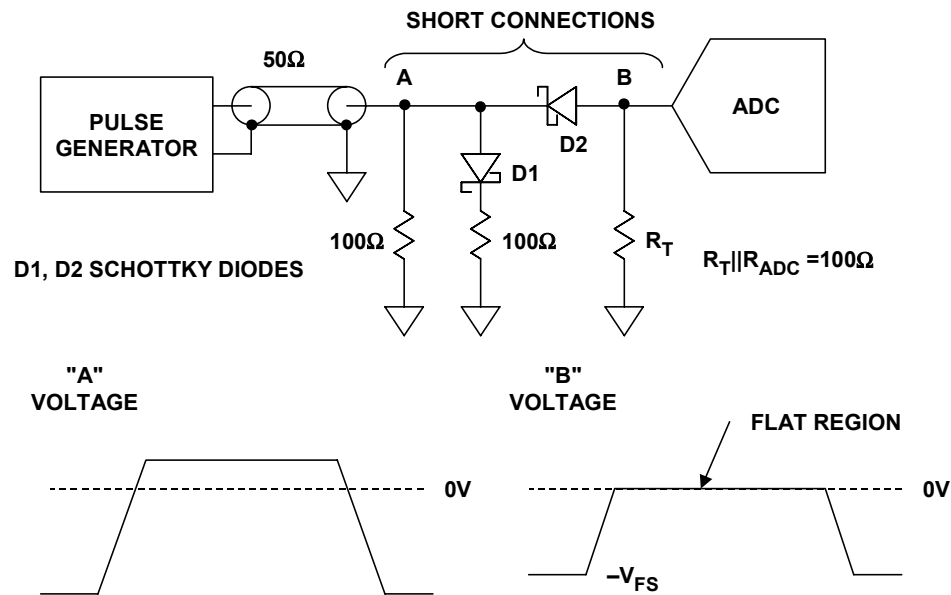 SHORT CONNECTIONS
50Ω
A
B
PULSE
GENERATOR
ADC
D2
D1
100Ω
100Ω
R_T
R_T||R_ADC =100Ω
D1, D2 SCHOTTKY DIODES
"A"
VOLTAGE
"B"
VOLTAGE
FLAT REGION
0V
0V
–V_FS